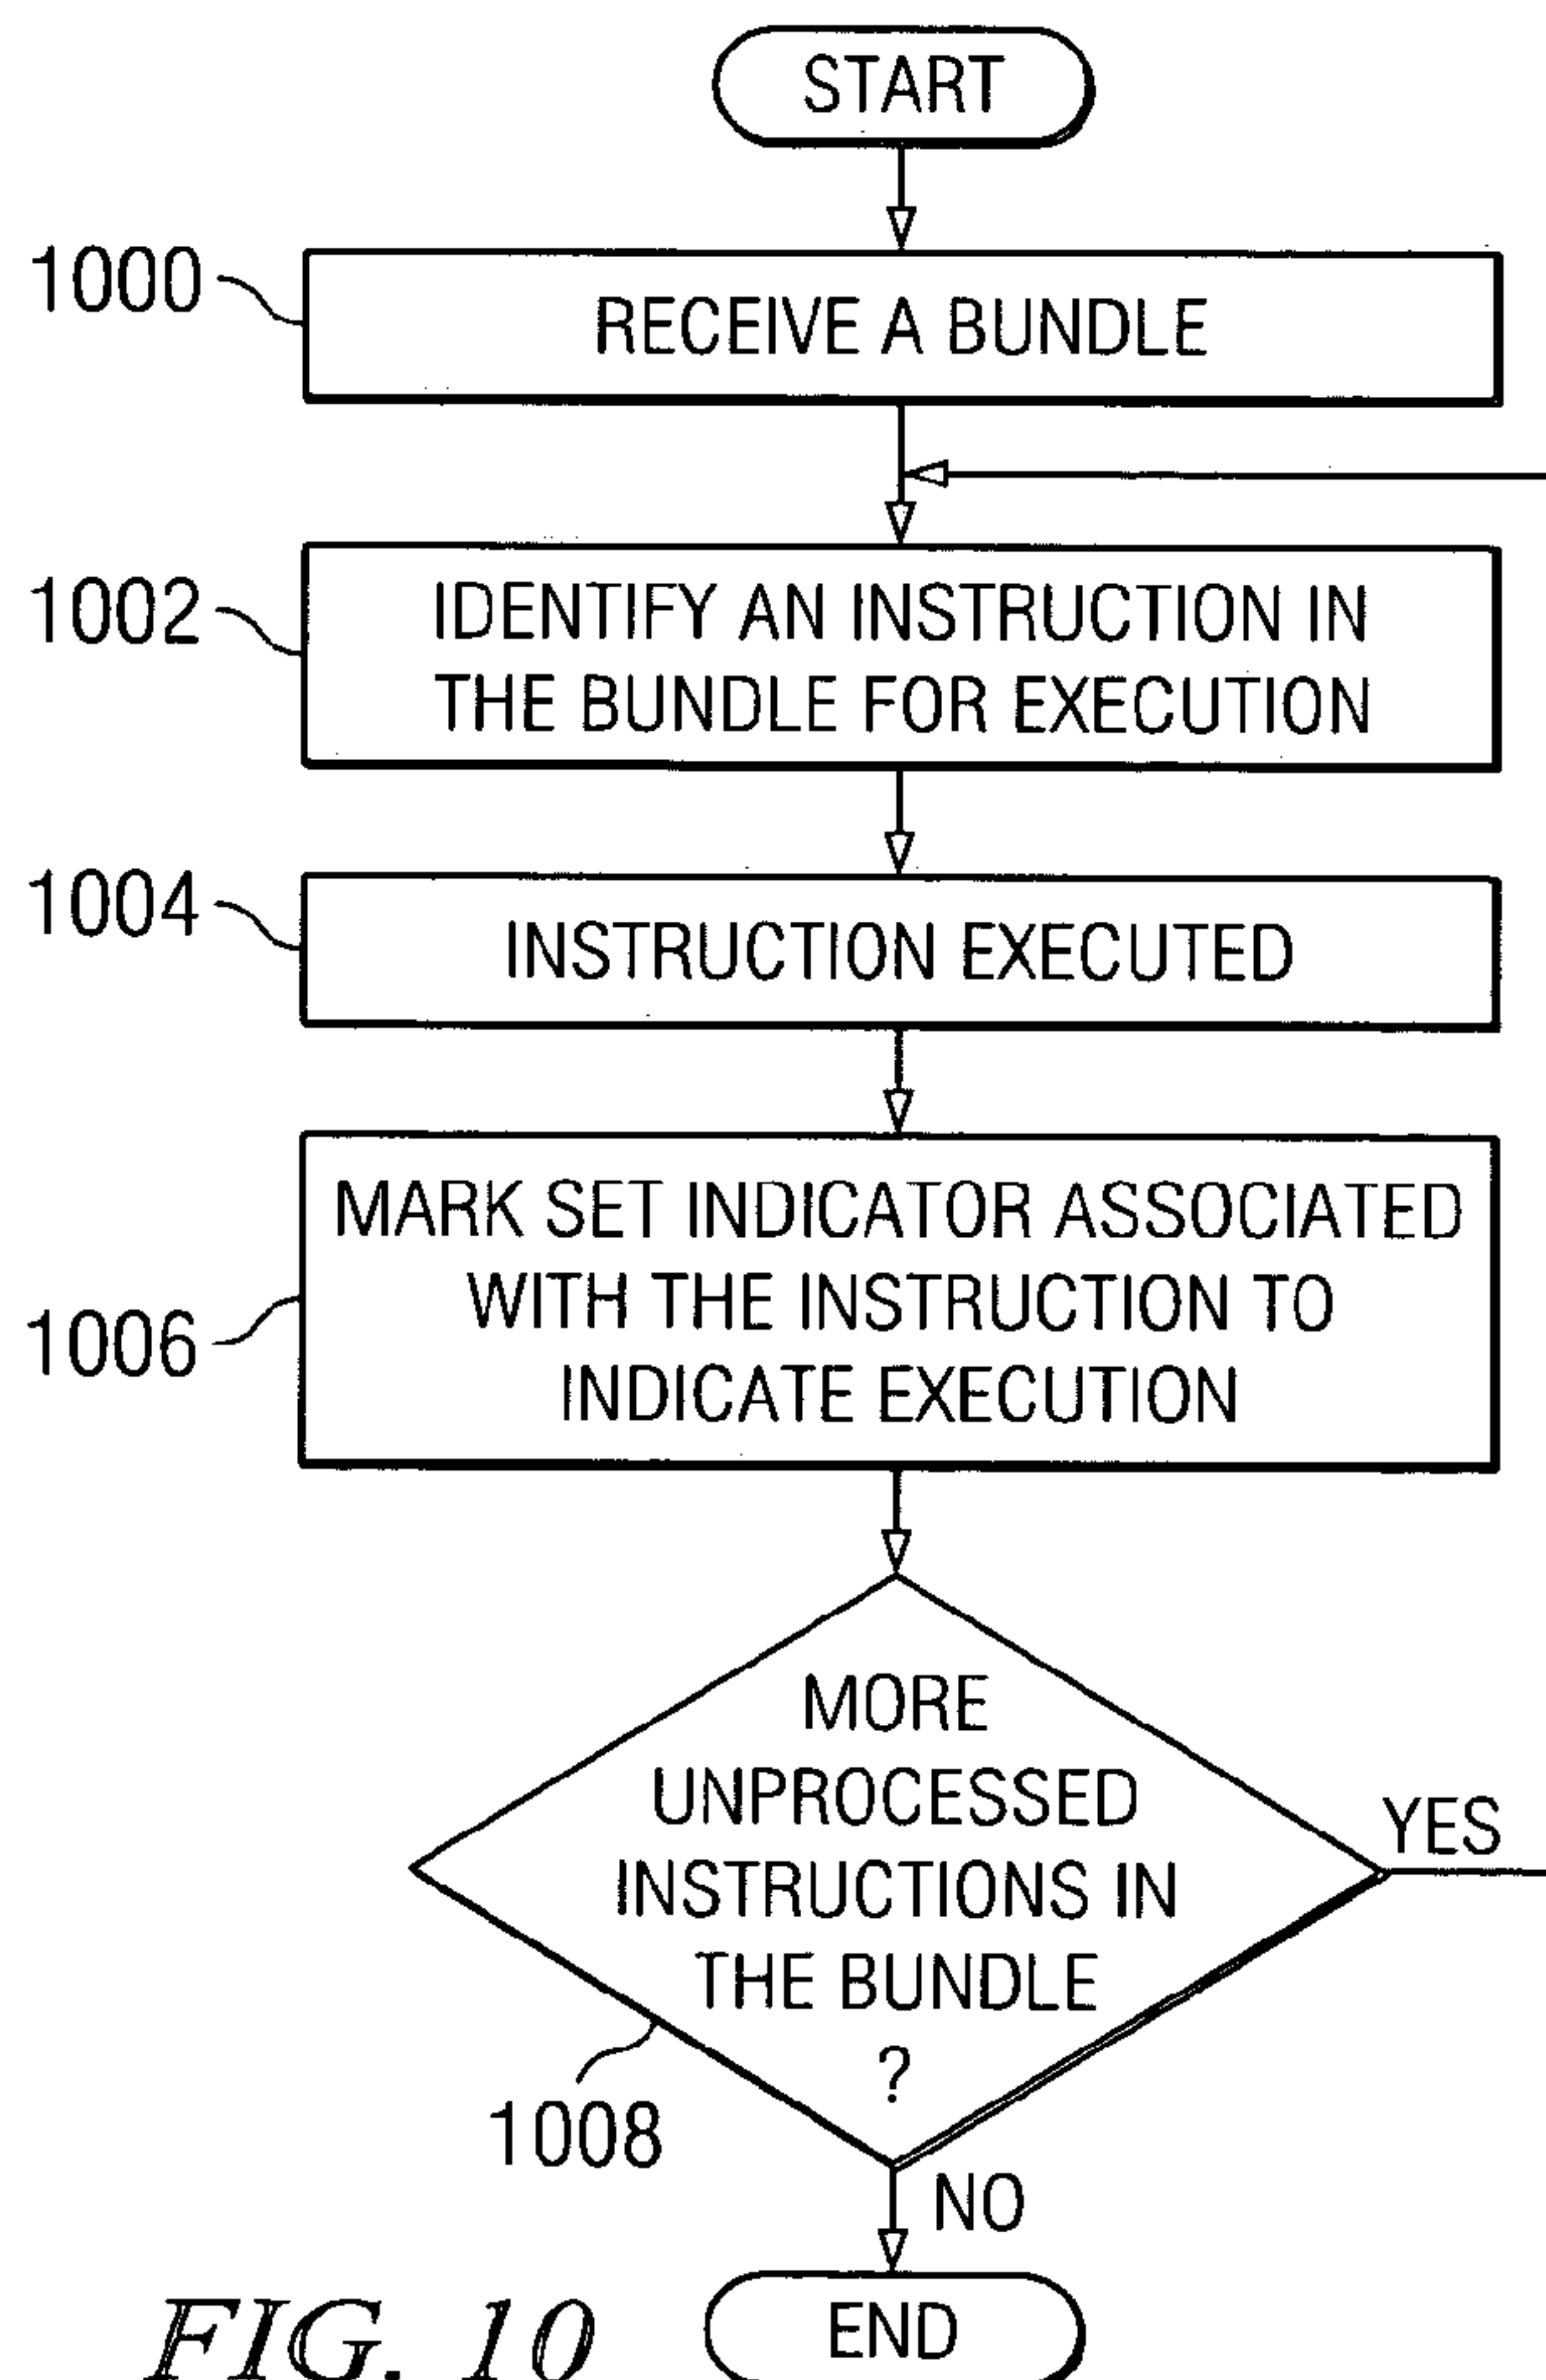 START
1000
RECEIVE A BUNDLE
1002
IDENTIFY AN INSTRUCTION IN
THE BUNDLE FOR EXECUTION
1004
INSTRUCTION EXECUTED
1006
MARK SET INDICATOR ASSOCIATED
WITH THE INSTRUCTION TO
INDICATE EXECUTION
MORE
UNPROCESSED
INSTRUCTIONS IN
THE BUNDLE
?
YES
1008
NO
END
FIG. 10